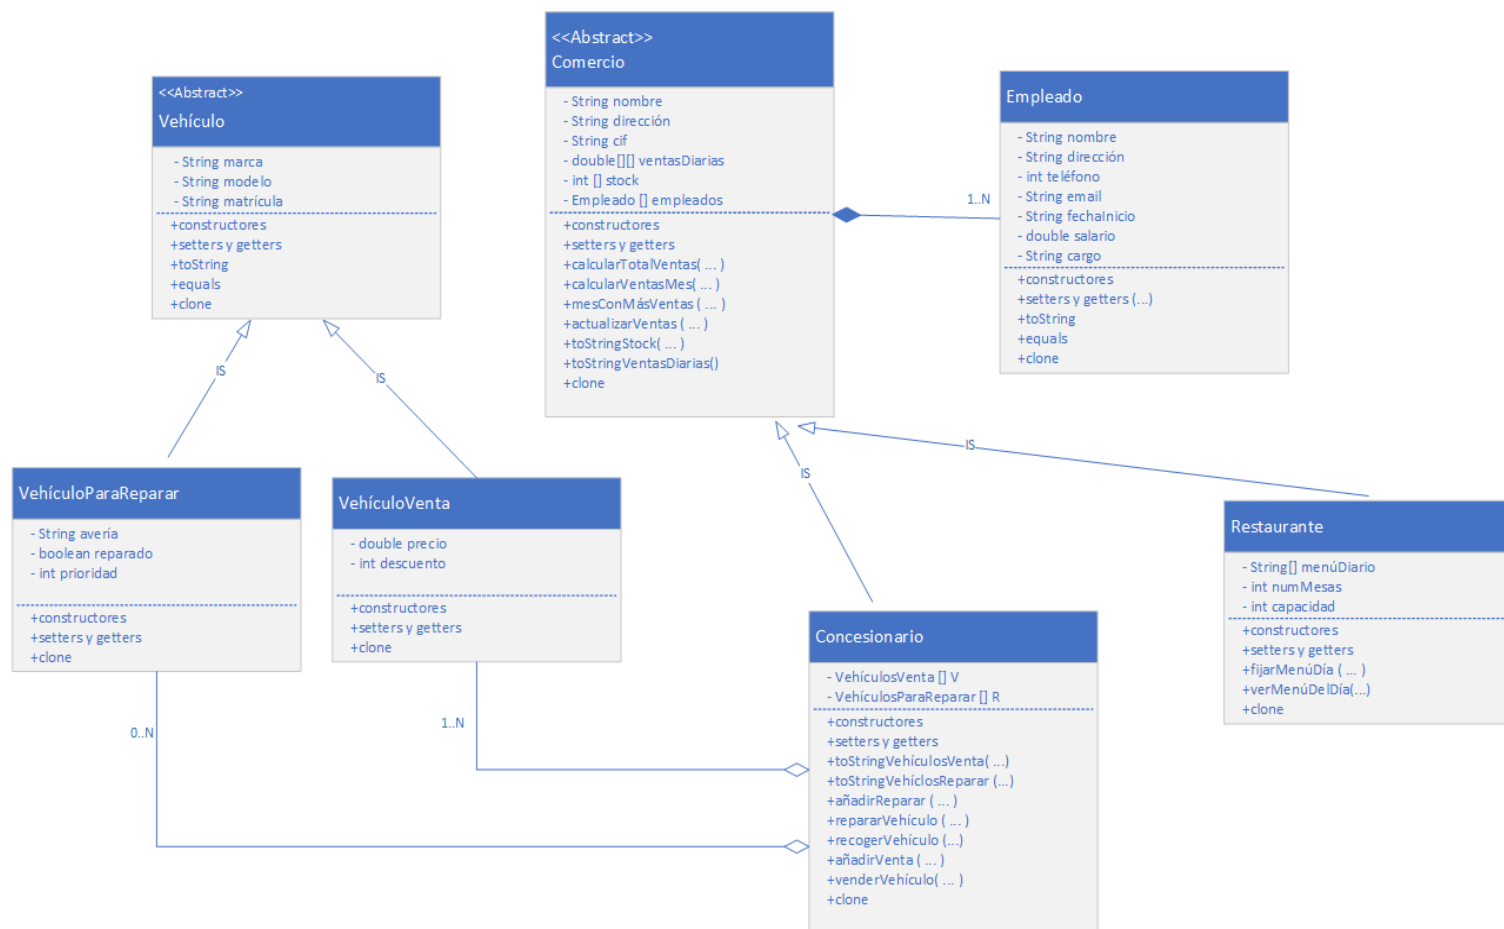 <<Abstract>>
Vehículo
- String marca
- String modelo
- String matrícula
+constructores
+setters y getters
+toString
+equals
+clone
<<Abstract>>
Comercio
- String nombre
- String dirección
- String cif
- double[][] ventasDiarias
- int [] stock
- Empleado [] empleados
+constructores
+setters y getters
+calcularTotalVentas( ... )
+calcularVentasMes( ... )
+mesConMásVentas ( ... )
+actualizarVentas ( ... )
+toStringStock( ... )
+toStringVentasDiarias()
+clone
1..N
Empleado
- String nombre
- String dirección
- int teléfono
- String email
- String fechaInicio
- double salario
- String cargo
+constructores
+setters y getters (...)
+toString
+equals
+clone
IS
IS
IS
IS
VehículoParaReparar
- String avería
- boolean reparado
- int prioridad
+constructores
+setters y getters
+clone
VehículoVenta
- double precio
- int descuento
+constructores
+setters y getters
+clone
Concesionario
- VehículosVenta [] V
- VehículosParaReparar [] R
+constructores
+setters y getters
+toStringVehículosVenta( ...)
+toStringVehíclosReparar (...)
+añadirReparar ( ... )
+repararVehículo ( ... )
+recogerVehículo (...)
+añadirVenta ( ... )
+venderVehículo( ... )
+clone
Restaurante
- String[] menúDiario
- int numMesas
- int capacidad
+constructores
+setters y getters
+fijarMenúDía ( ... )
+verMenúDelDía(...)
+clone
0..N
1..N